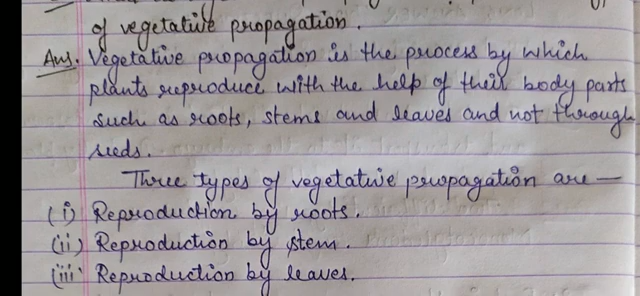 of vegetative propagation.
Ans. Vegetative propagation is the process by which
plants reproduce with the help of their body parts
such as roots, stems and leaves and not through
seeds.
Three types of vegetative propagation are —
(i) Reproduction by roots.
(ii) Reproduction by stem.
(iii) Reproduction by leaves.